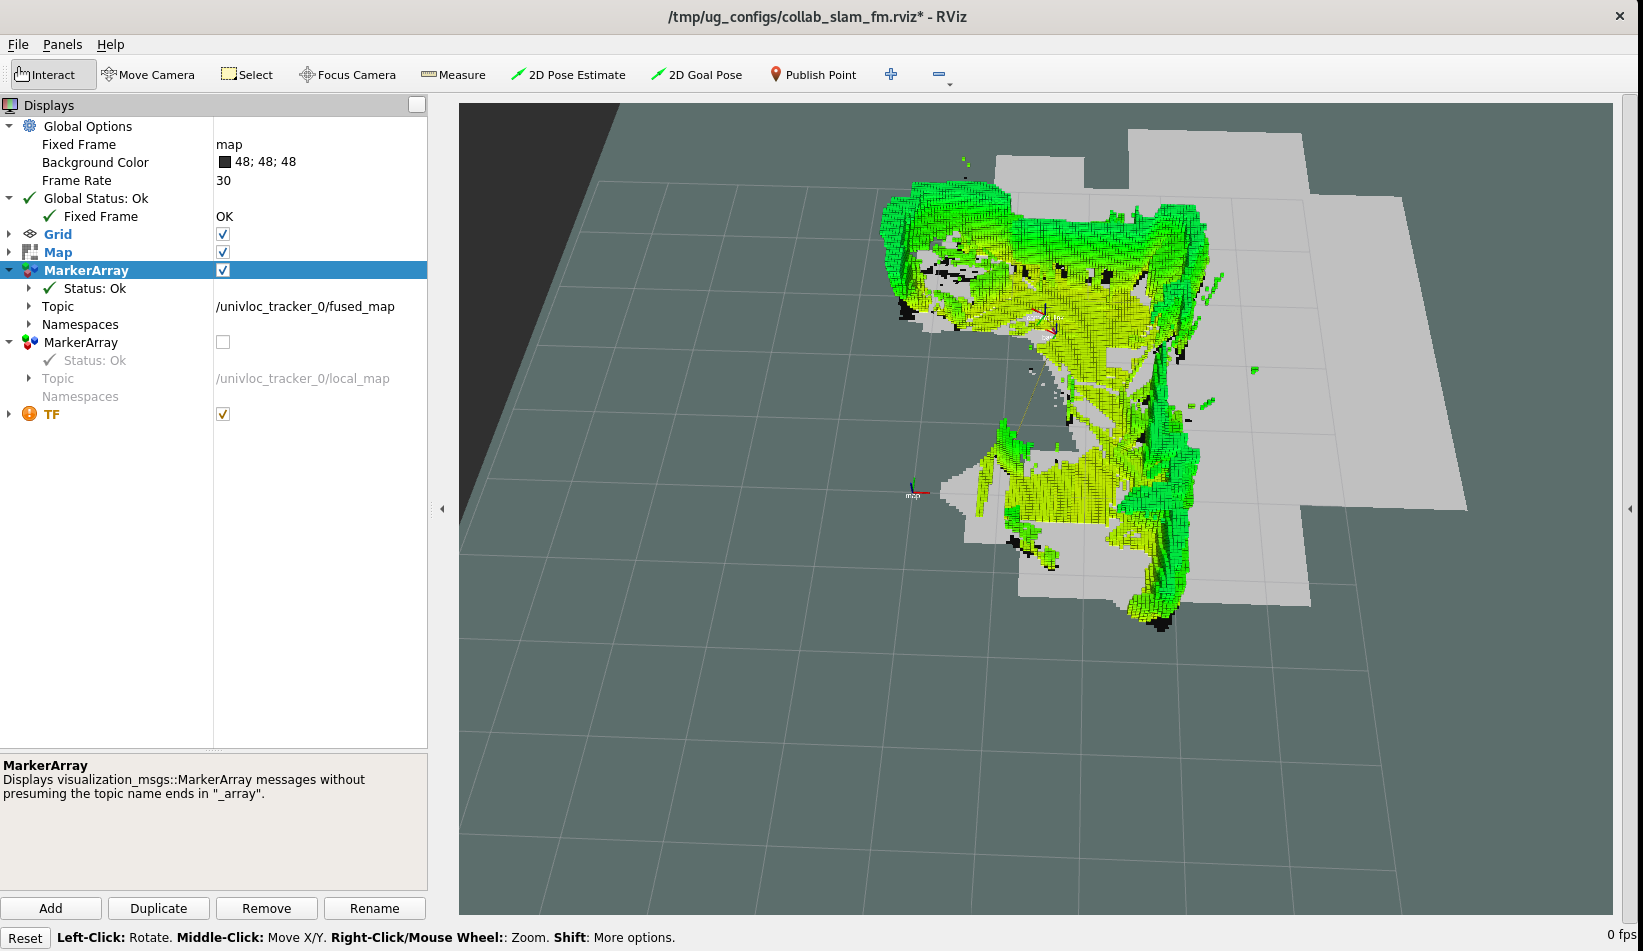 /tmp/ug_configs/collab_slam_fm.rviz* - RViz
File Panels Help
Interact Move Camera Select Focus Camera Measure 2D Pose Estimate 2D Goal Pose Publish Point
Displays
Global Options
Fixed Frame map
Background Color 48; 48; 48
Frame Rate 30
Global Status: Ok
Fixed Frame OK
Grid
Map
MarkerArray
Status: Ok
Topic /univloc_tracker_0/fused_map
Namespaces
MarkerArray
Status: Ok
Topic /univloc_tracker_0/local_map
Namespaces
TF
map
MarkerArray
Displays visualization_msgs::MarkerArray messages without
presuming the topic name ends in "_array".
Add Duplicate Remove Rename
Reset Left-Click: Rotate. Middle-Click: Move X/Y. Right-Click/Mouse Wheel:: Zoom. Shift: More options.
0 fps